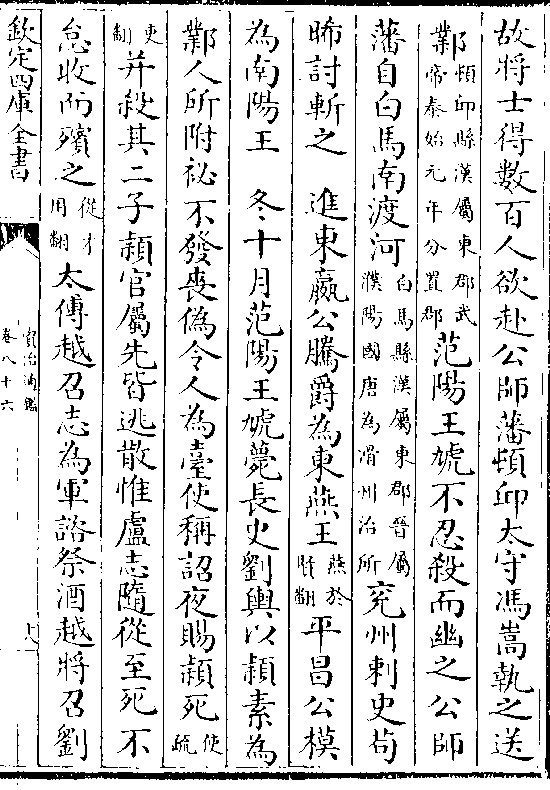 故將士得數百人欲赴公師藩頓邱太守馮嵩執之送
鄴頓邱縣漢屬東郡武帝泰始元年分置郡范陽王虓不忍殺而幽之公師
藩自白馬南渡河白馬縣漢屬東郡晉屬濮陽國唐為滑州治所兖州刺史茍
晞討斬之 進東嬴公騰爵為東燕王燕於賢翻平昌公模
為南陽王 冬十月范陽王虓薨長史劉輿以頴素為
鄴人所附祕不發喪偽令人為臺使稱詔夜賜頴死使疏
吏翻并殺其二子頴官屬先皆逃散惟盧志隨從至死不
怠收而殯之從才用翻太傅越召志為軍諮祭酒越將召劉
欽定四庫全書
資治通鑑
卷八十六